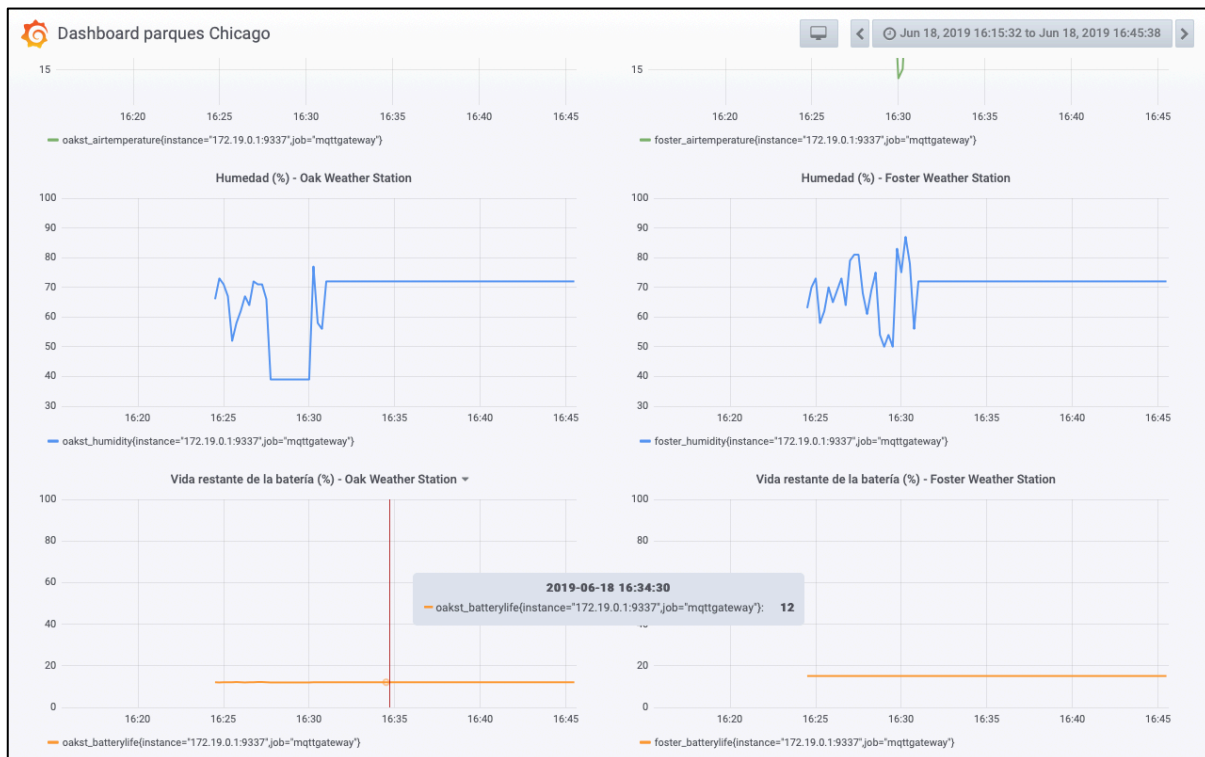 Dashboard parques Chicago
Jun 18, 2019 16:15:32 to Jun 18, 2019 16:45:38
15
16:20 16:25 16:30 16:35 16:40 16:45
oakst_airtemperature{instance="172.19.0.1:9337",job="mqttgateway"}
15
16:20 16:25 16:30 16:35 16:40 16:45
foster_airtemperature{instance="172.19.0.1:9337",job="mqttgateway"}
Humedad (%) - Oak Weather Station
100
90
80
70
60
50
40
30
16:20 16:25 16:30 16:35 16:40 16:45
oakst_humidity{instance="172.19.0.1:9337",job="mqttgateway"}
Humedad (%) - Foster Weather Station
100
90
80
70
60
50
40
30
16:20 16:25 16:30 16:35 16:40 16:45
foster_humidity{instance="172.19.0.1:9337",job="mqttgateway"}
Vida restante de la batería (%) - Oak Weather Station
100
80
60
40
20
0
16:20 16:25 16:30 16:35 16:40 16:45
oakst_batterylife{instance="172.19.0.1:9337",job="mqttgateway"}
2019-06-18 16:34:30
oakst_batterylife{instance="172.19.0.1:9337",job="mqttgateway"}: 12
Vida restante de la batería (%) - Foster Weather Station
100
80
20
0
16:20 16:25 16:30 16:35 16:40 16:45
foster_batterylife{instance="172.19.0.1:9337",job="mqttgateway"}